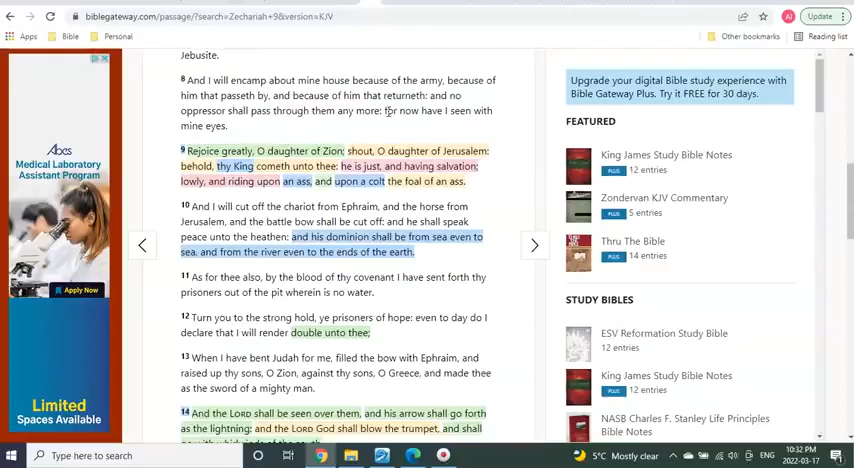 biblegateway.com/passage/?search=Zechariah+9&version=KJV
AI
Update
Apps
Bible
Personal
Other bookmarks
Reading list
Abcs
Medical Laboratory
Assistant Program
Apply Now
Limited
Spaces Available
Jebusite.
8 And I will encamp about mine house because of the army, because of
him that passeth by, and because of him that returneth: and no
oppressor shall pass through them any more: for now have I seen with
mine eyes.
9 Rejoice greatly, O daughter of Zion; shout, O daughter of Jerusalem:
behold, thy King cometh unto thee: he is just, and having salvation;
lowly, and riding upon an ass, and upon a colt the foal of an ass.
10 And I will cut off the chariot from Ephraim, and the horse from
Jerusalem, and the battle bow shall be cut off: and he shall speak
peace unto the heathen: and his dominion shall be from sea even to
sea, and from the river even to the ends of the earth.
11 As for thee also, by the blood of thy covenant I have sent forth thy
prisoners out of the pit wherein is no water.
12 Turn you to the strong hold, ye prisoners of hope: even to day do I
declare that I will render double unto thee;
13 When I have bent Judah for me, filled the bow with Ephraim, and
raised up thy sons, O Zion, against thy sons, O Greece, and made thee
as the sword of a mighty man.
14 And the LORD shall be seen over them, and his arrow shall go forth
as the lightning: and the LORD God shall blow the trumpet, and shall
Upgrade your digital Bible study experience with
Bible Gateway Plus. Try it FREE for 30 days.
FEATURED
King James Study Bible Notes
PLUS 12 entries
Zondervan KJV Commentary
PLUS 5 entries
Thru The Bible
PLUS 14 entries
STUDY BIBLES
ESV Reformation Study Bible
12 entries
King James Study Bible Notes
PLUS 12 entries
NASB Charles F. Stanley Life Principles
Bible Notes
Type here to search
5°C Mostly clear
ENG
10:32 PM
2022-03-17